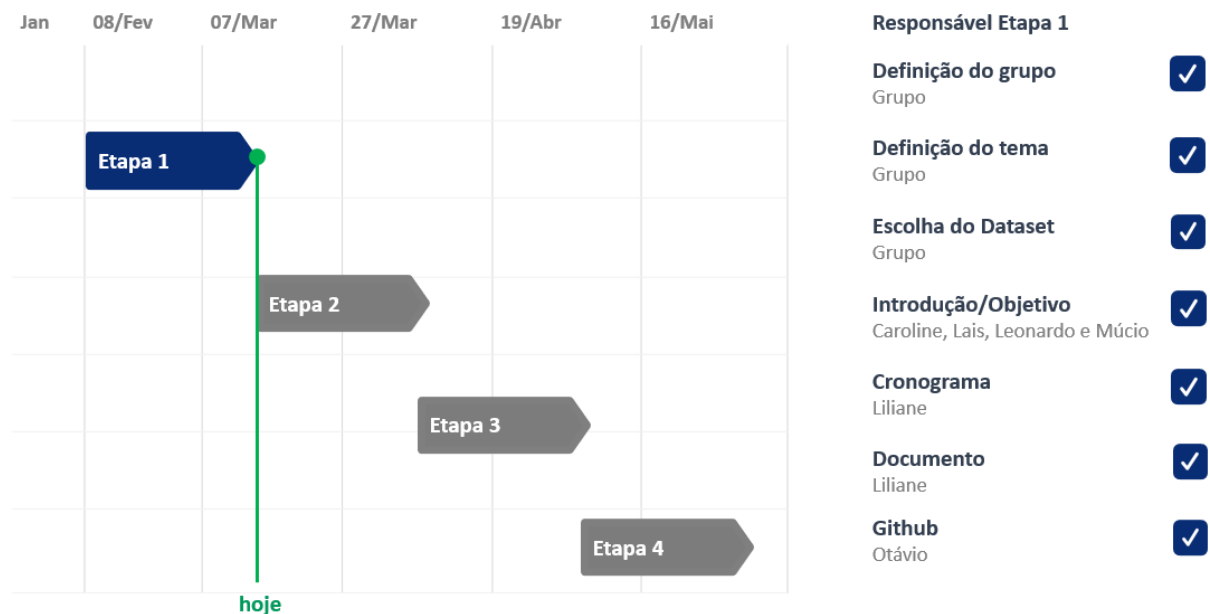 Jan 08/Fev 07/Mar 27/Mar 19/Abr 16/Mai
Etapa 1
Etapa 2
Etapa 3
Etapa 4
hoje
Responsável Etapa 1
Definição do grupo
Grupo
Definição do tema
Grupo
Escolha do Dataset
Grupo
Introdução/Objetivo
Caroline, Lais, Leonardo e Múcio
Cronograma
Liliane
Documento
Liliane
Github
Otávio